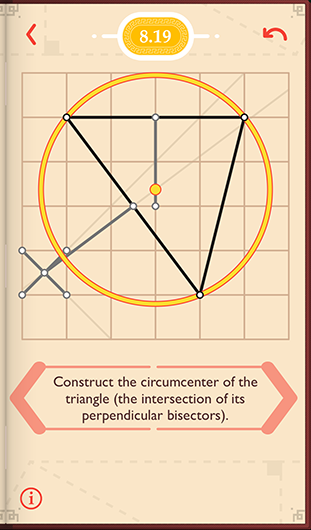 8.19
Construct the circumcenter of the
triangle (the intersection of its
perpendicular bisectors).
i